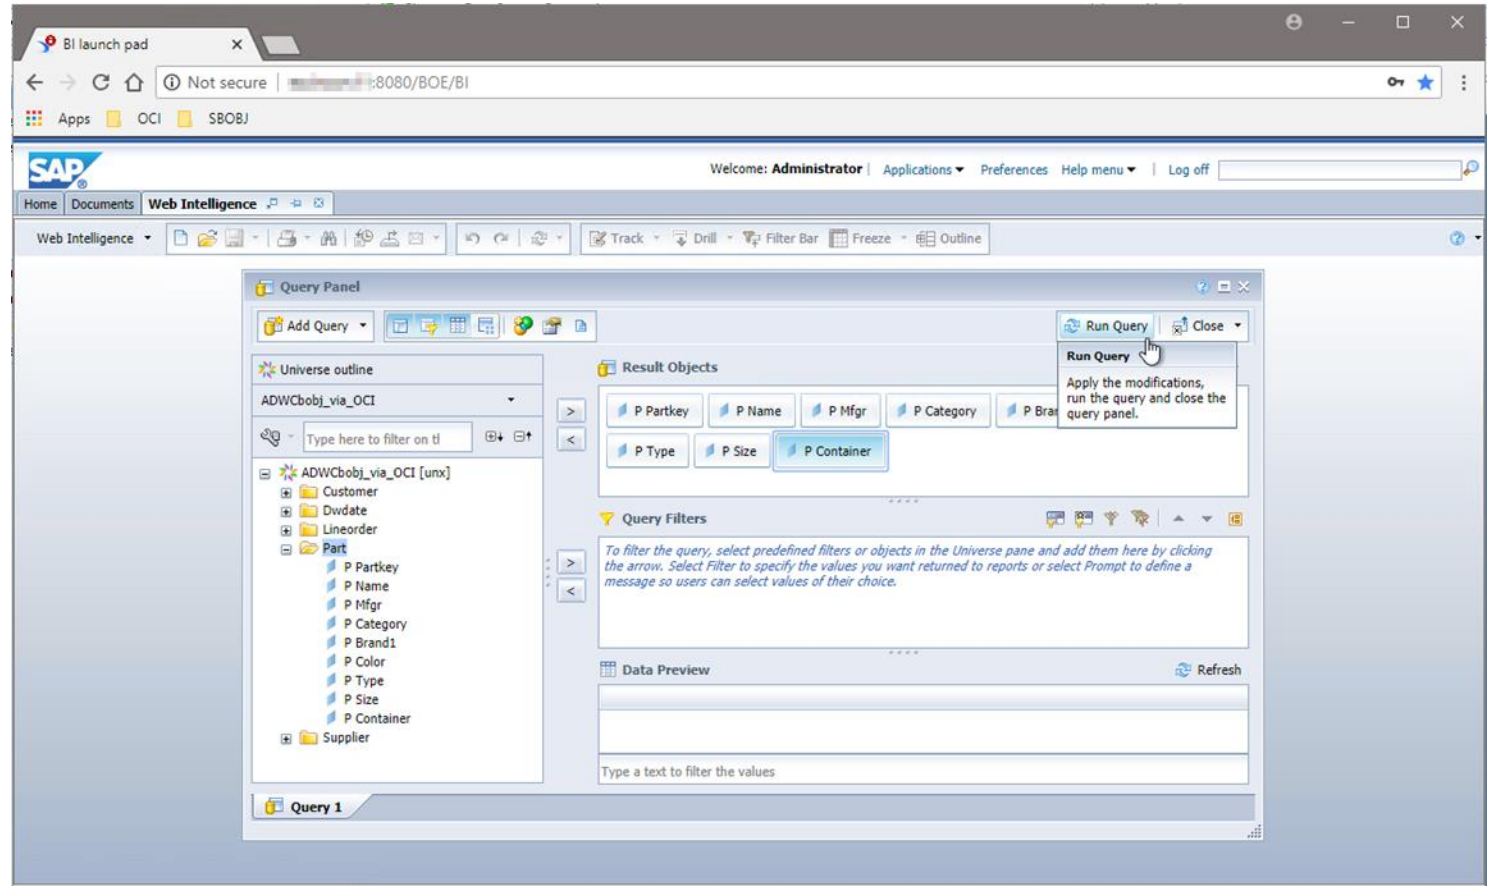 BI launch pad
Not secure
:8080/BOE/BI
Apps
OCI
SBOBJ
SAP
Welcome: Administrator
Applications
Preferences
Help menu
Log off
Home
Documents
Web Intelligence
Web Intelligence
Track
Drill
Filter Bar
Freeze
Outline
Query Panel
Add Query
Run Query
Close
Run Query
Apply the modifications,
run the query and close the
query panel.
Universe outline
ADWCbobj_via_OCI
Type here to filter on tl
ADWCbobj_via_OCI [unx]
Customer
Dwdate
Lineorder
Part
P Partkey
P Name
P Mfgr
P Category
P Brand1
P Color
P Type
P Size
P Container
Supplier
Result Objects
P Partkey
P Name
P Mfgr
P Category
P Bra
P Type
P Size
P Container
Query Filters
To filter the query, select predefined filters or objects in the Universe pane and add them here by clicking
the arrow. Select Filter to specify the values you want returned to reports or select Prompt to define a
message so users can select values of their choice.
Data Preview
Refresh
Type a text to filter the values
Query 1